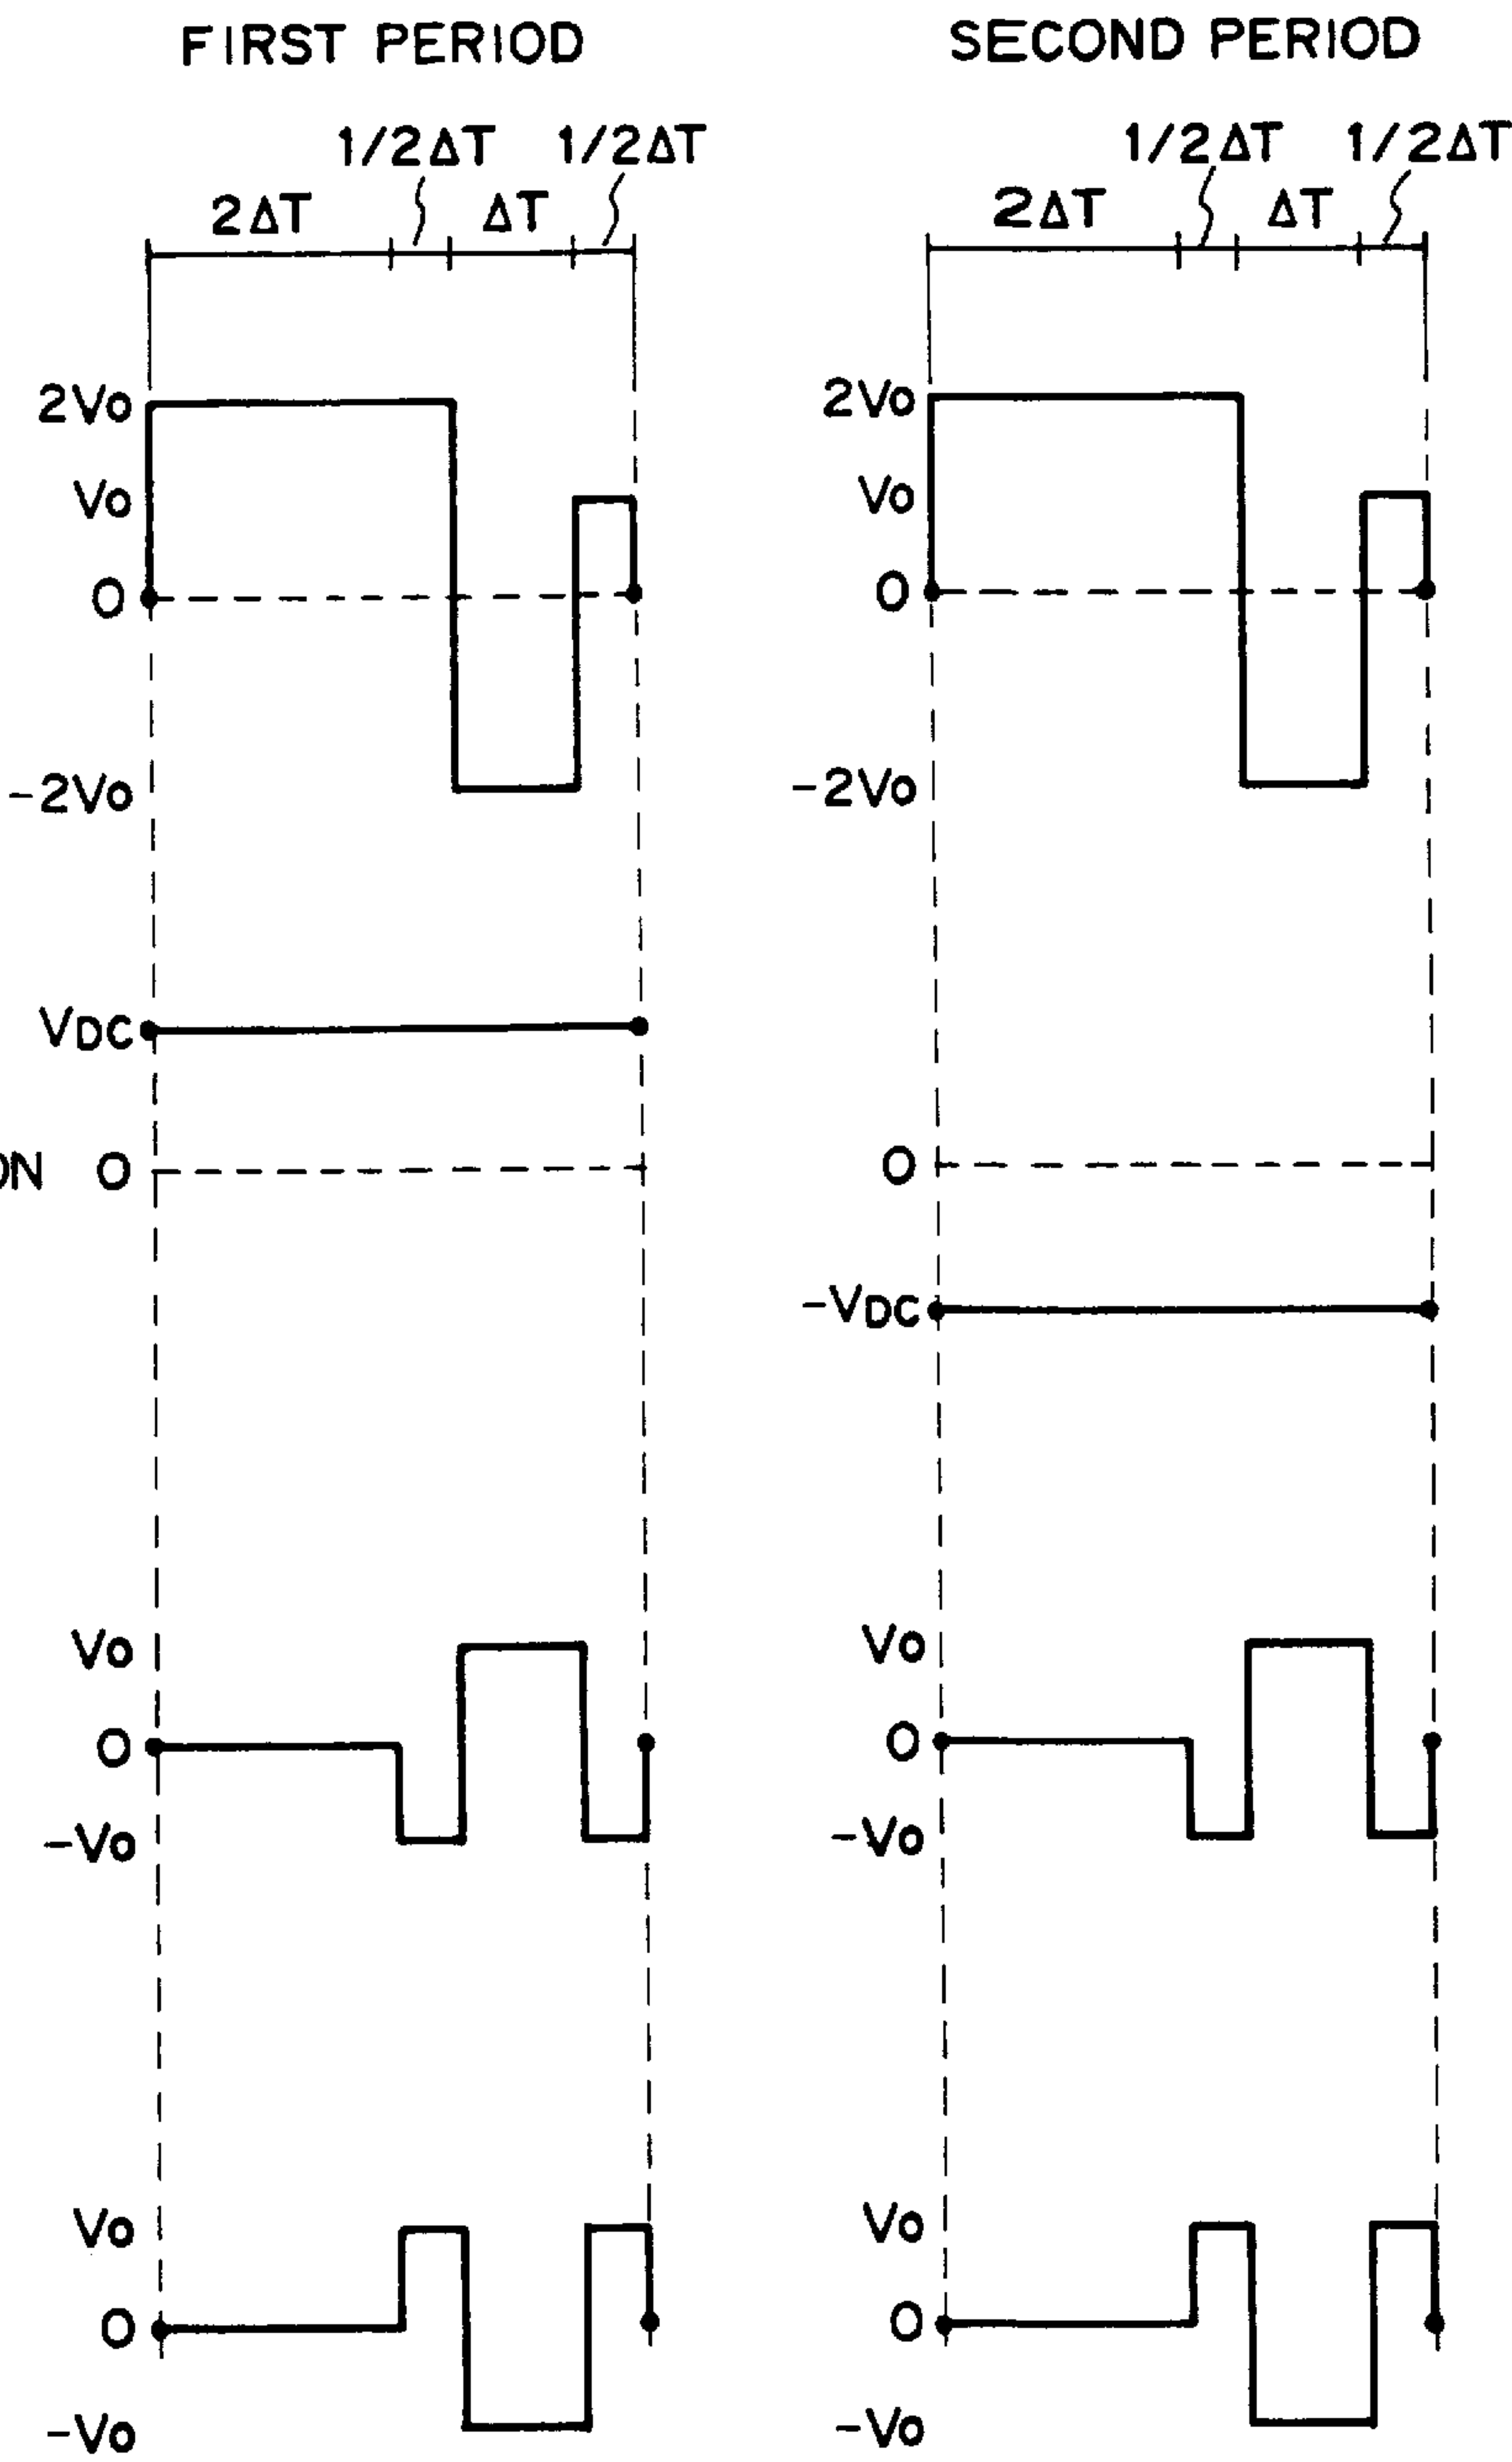 FIRST PERIOD SECOND PERIOD
1/2ΔT 1/2ΔT 1/2ΔT 1/2ΔT
2ΔT ΔT 2ΔT ΔT
2Vo 2Vo
Vo Vo
0 0
-2Vo -2Vo
VDC
ON 0 0
-VDC
Vo Vo
0 0
-Vo -Vo
Vo Vo
0 0
-Vo -Vo